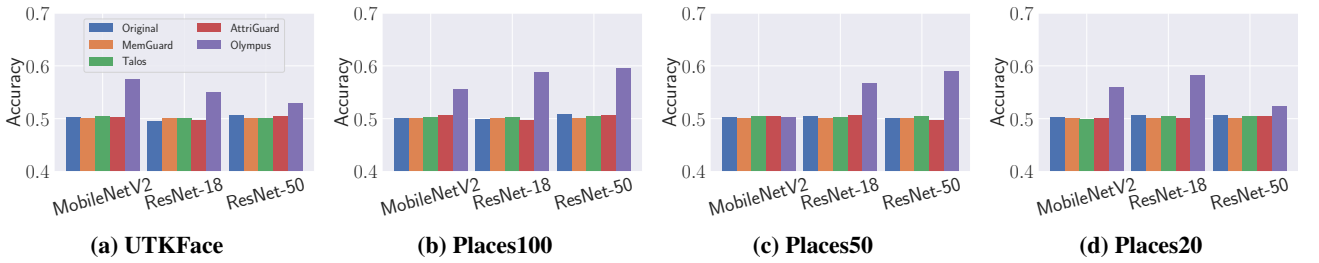 0.7
0.6
0.5
0.4
Accuracy
Original
MemGuard
Talos
AttriGuard
Olympus
MobileNetV2
ResNet-18
ResNet-50
(a) UTKFace
0.7
0.6
0.5
0.4
Accuracy
MobileNetV2
ResNet-18
ResNet-50
(b) Places100
0.7
0.6
0.5
0.4
Accuracy
MobileNetV2
ResNet-18
ResNet-50
(c) Places50
0.7
0.6
0.5
0.4
Accuracy
MobileNetV2
ResNet-18
ResNet-50
(d) Places20